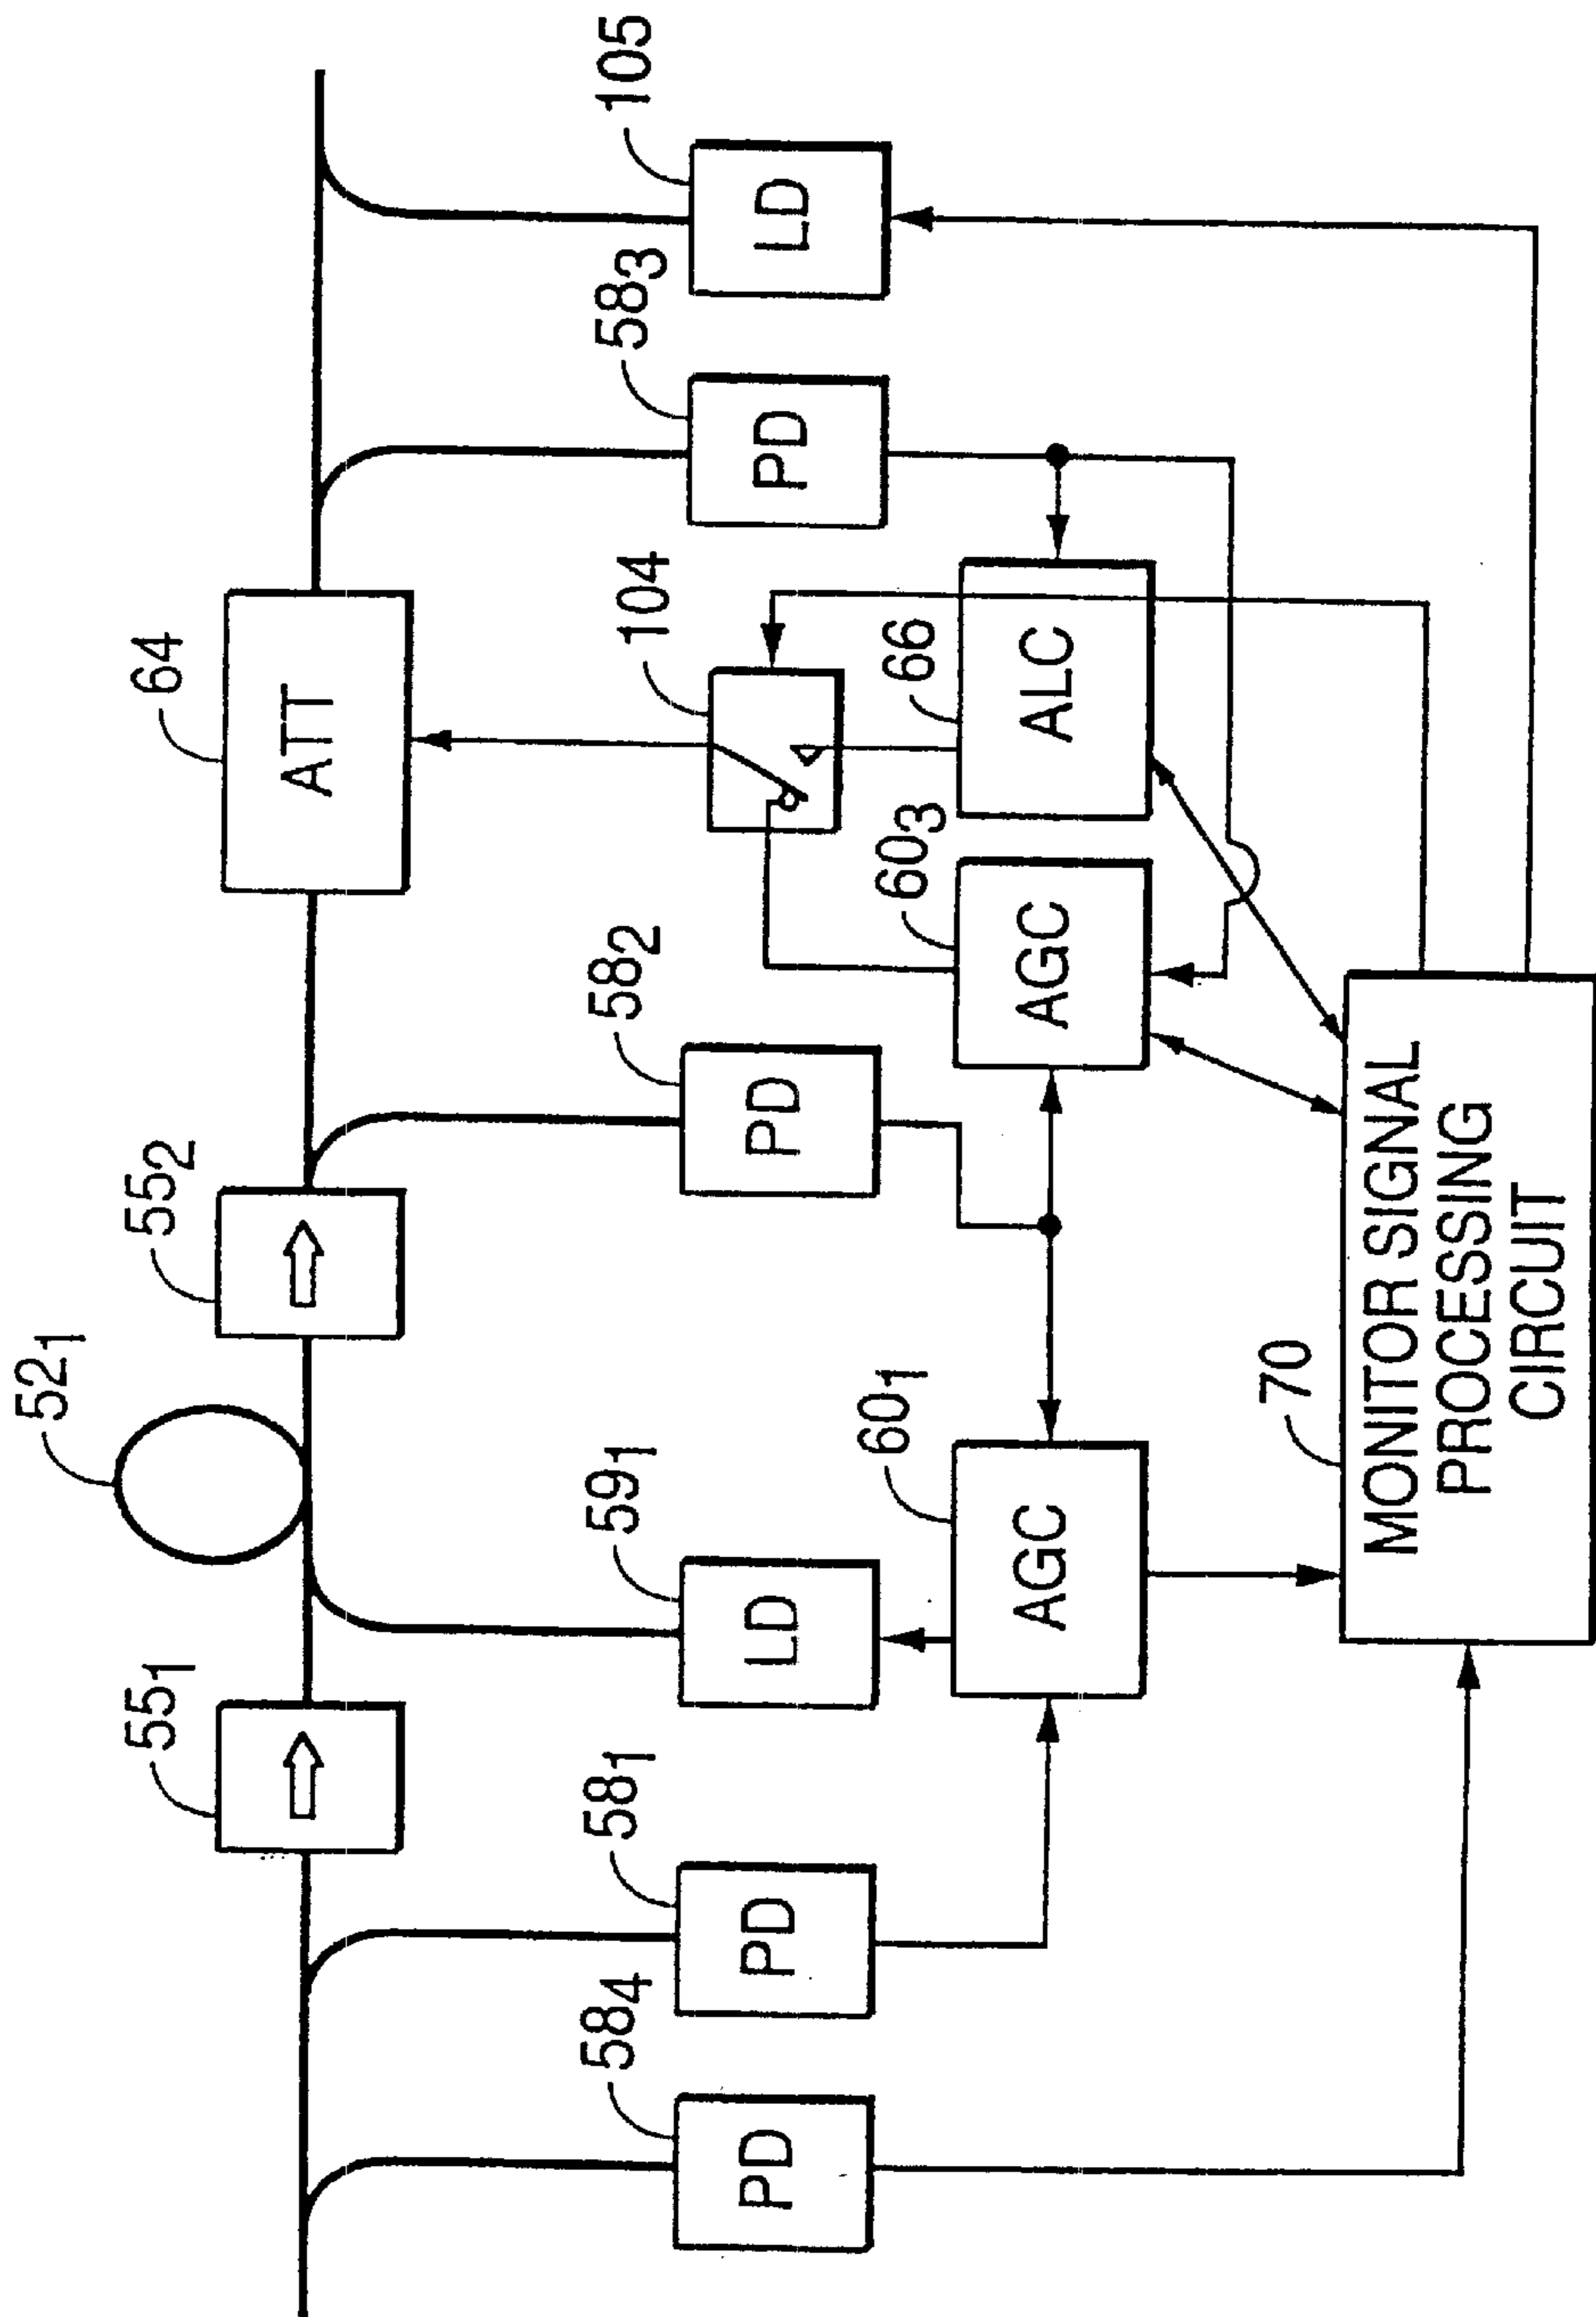 52₁
55₁
55₂
64
ATT
58₄
58₁
59₁
58₂
104
58₃
105
PD
PD
LD
PD
PD
LD
60₁
60₃
66
AGC
AGC
ALC
70
MONITOR SIGNAL
PROCESSING
CIRCUIT